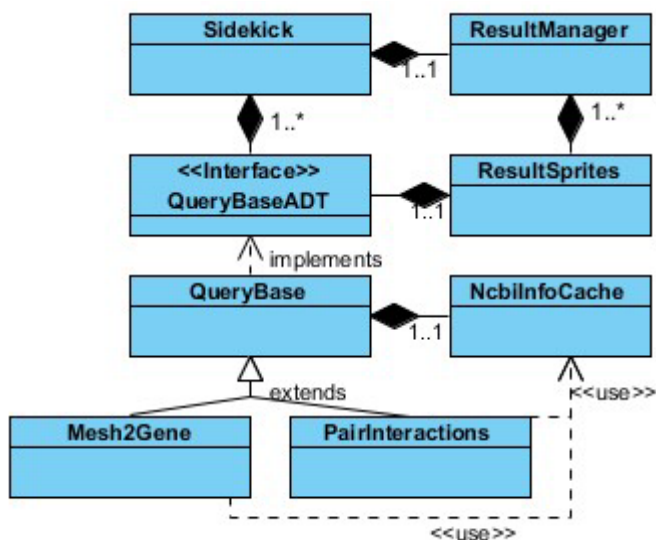 Sidekick
ResultManager
1..1
1..*
1..*
<<Interface>>
QueryBaseADT
ResultSprites
1..1
implements
QueryBase
NcbiInfoCache
1..1
extends
<<use>>
Mesh2Gene
PairInteractions
<<use>>